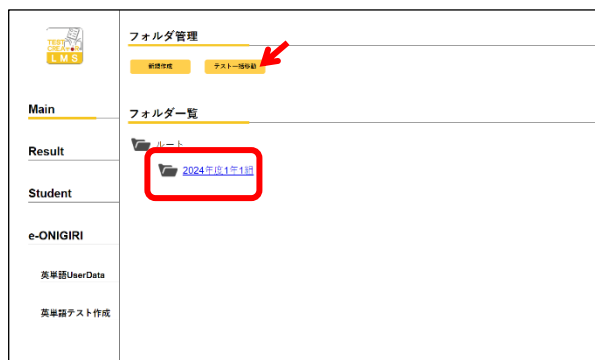 TEST
CREATOR
LMS
フォルダ管理
新規作成
テスト一括移動
Main
Result
Student
e-ONIGIRI
英単語UserData
英単語テスト作成
フォルダ一覧
ルート
2024年度1年1組